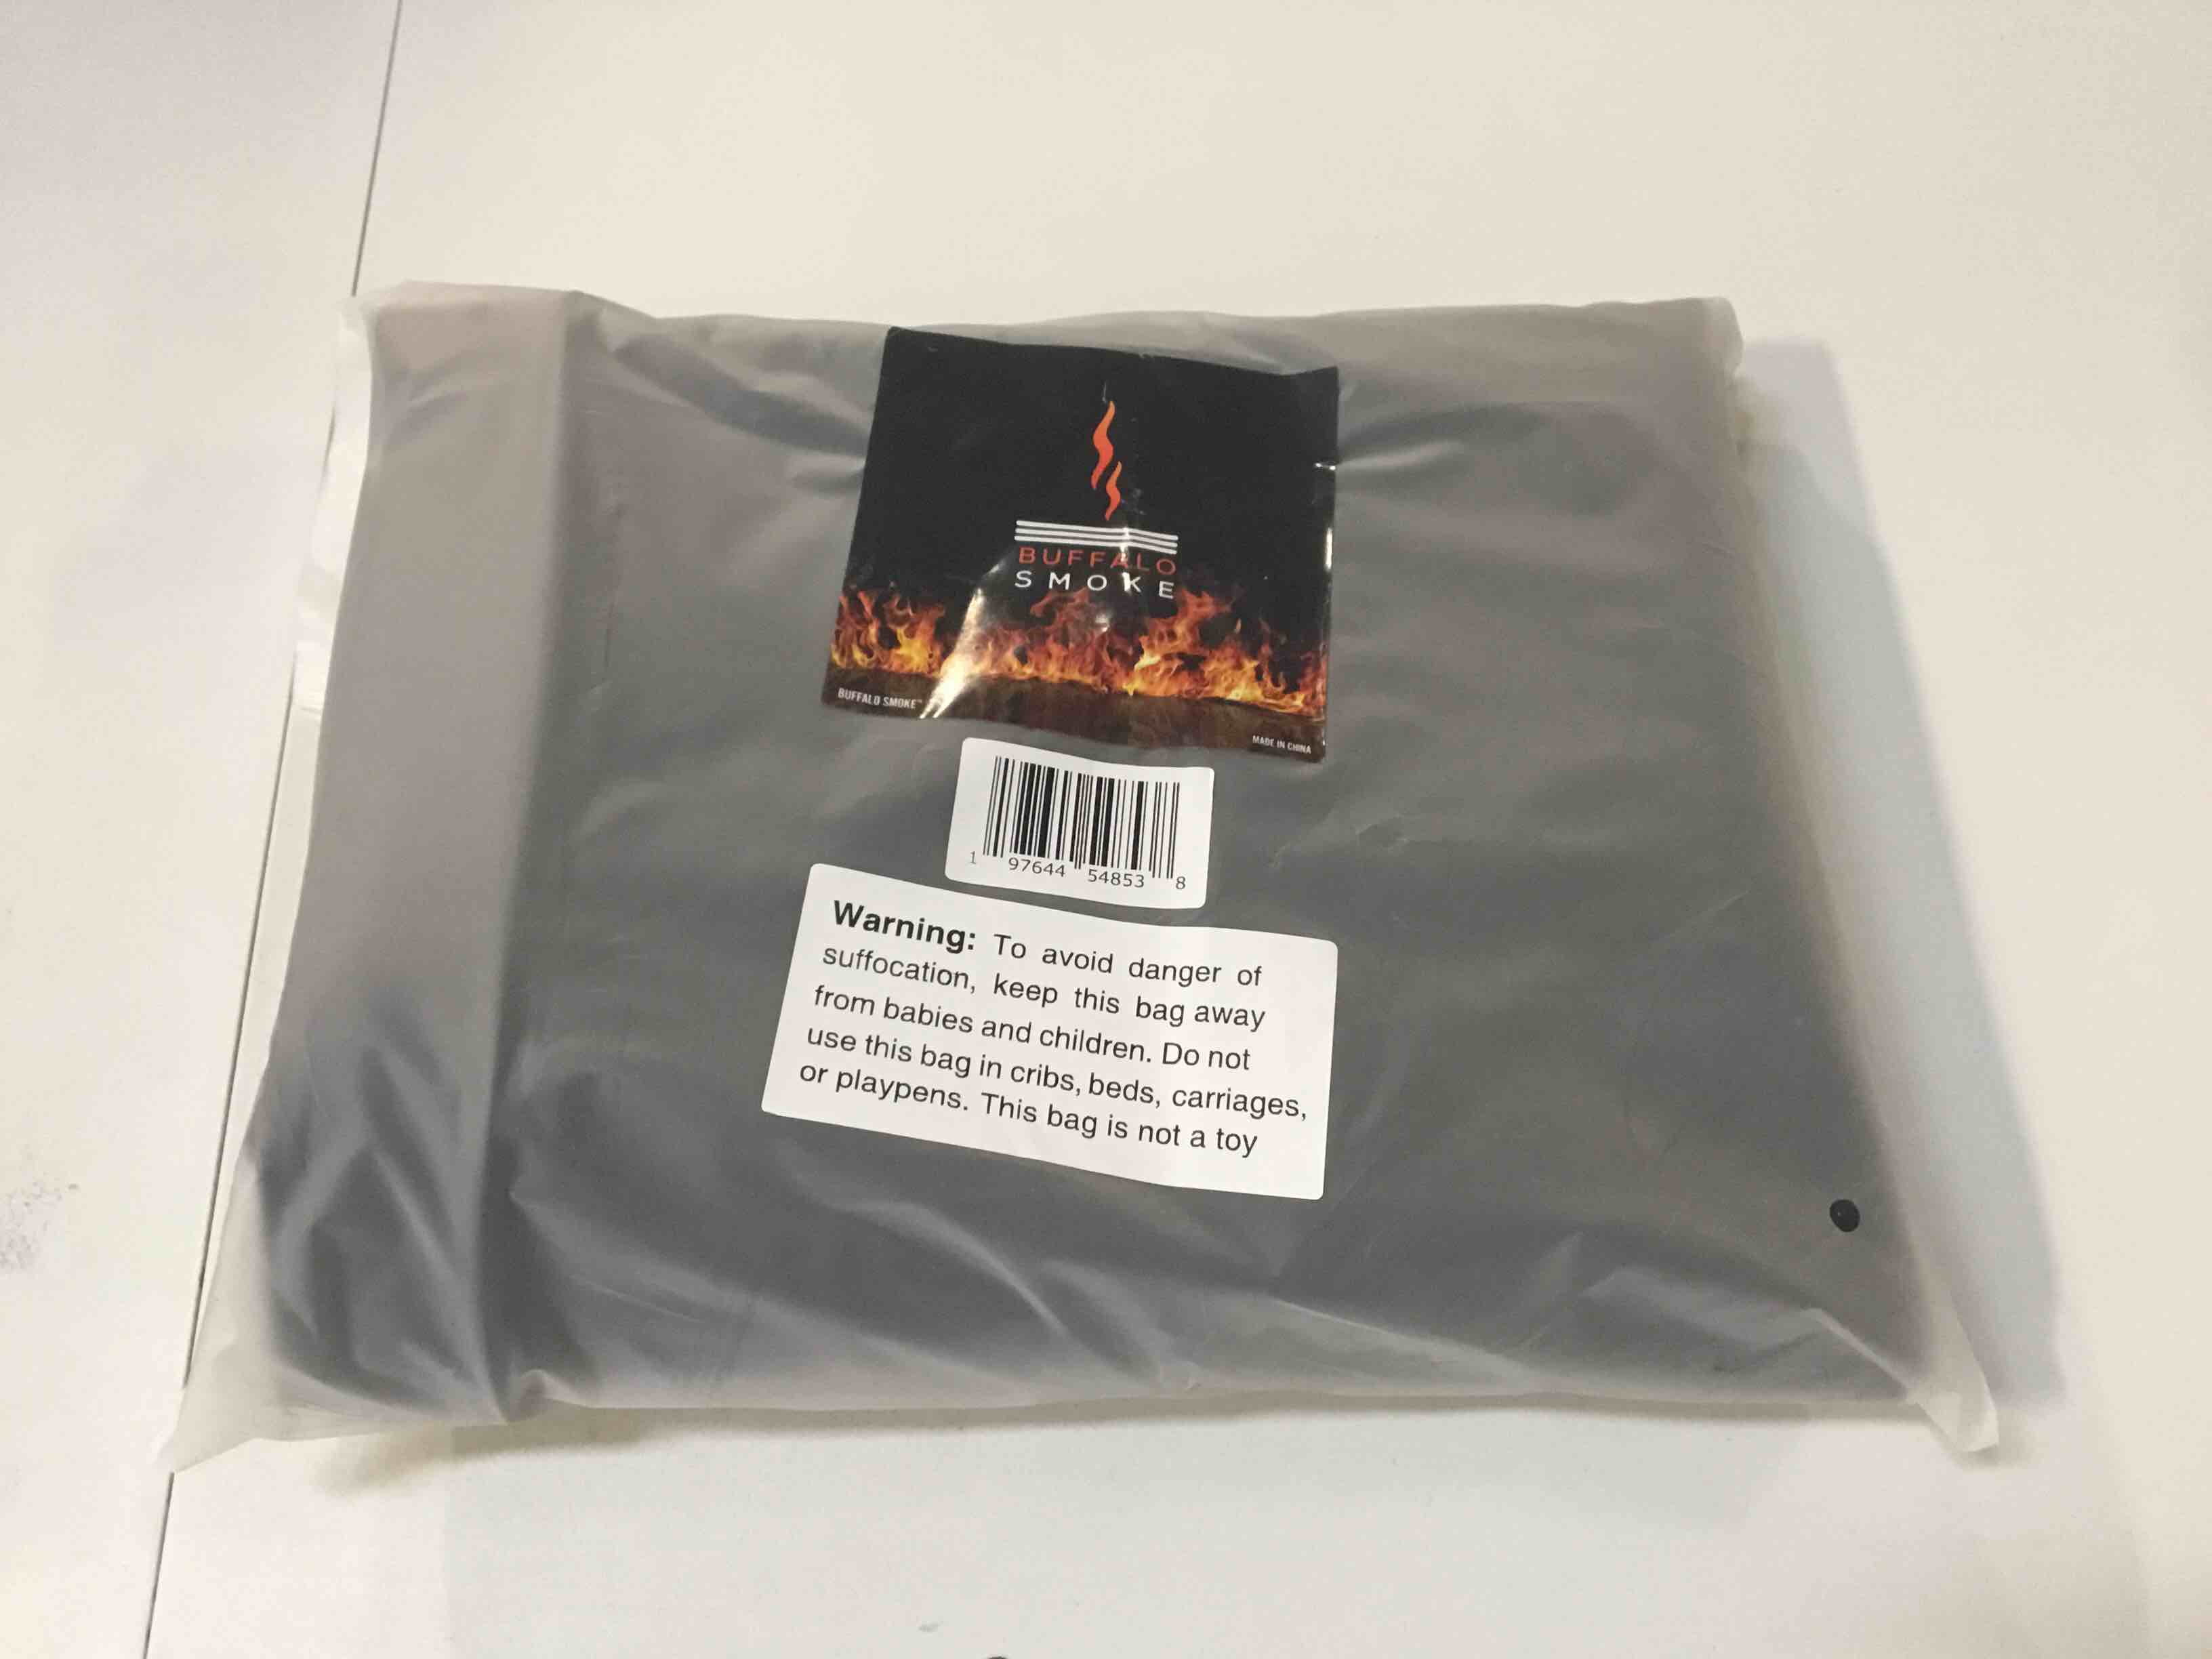 BUFFALO
SMOKE
BUFFALO SMOKE™
MADE IN CHINA
1 97644 54853 8
Warning: To avoid danger of
suffocation, keep this bag away
from babies and children. Do not
use this bag in cribs, beds, carriages,
or playpens. This bag is not a toy